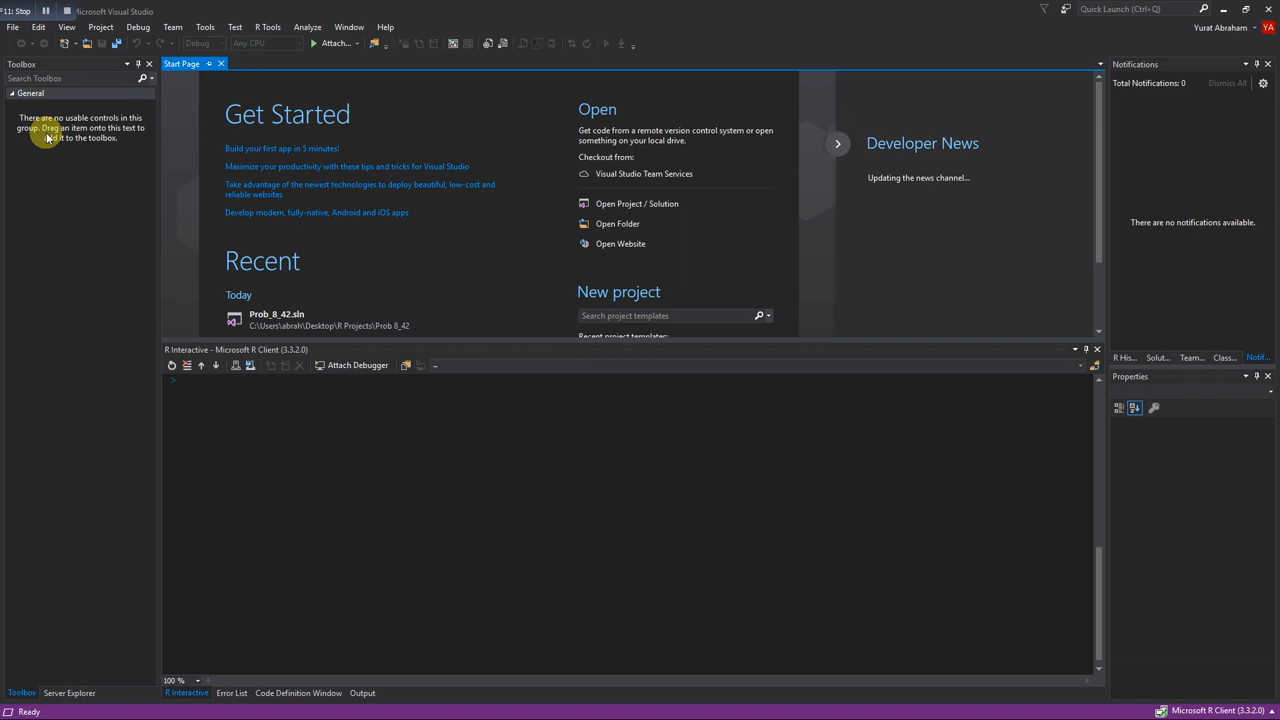 F11: Stop
Microsoft Visual Studio
Quick Launch (Ctrl+Q)
File Edit View Project Debug Team Tools Test R Tools Analyze Window Help
Yurat Abraham YA
Debug Any CPU Attach...
Toolbox
Search Toolbox
General
There are no usable controls in this
group. Drag an item onto this text to
add it to the toolbox.
Start Page
Get Started
Build your first app in 5 minutes!
Maximize your productivity with these tips and tricks for Visual Studio
Take advantage of the newest technologies to deploy beautiful, low-cost and
reliable websites
Develop modern, fully-native, Android and iOS apps
Recent
Today
Prob_8_42.sln
C:\Users\abrah\Desktop\R Projects\Prob 8_42
Open
Get code from a remote version control system or open
something on your local drive.
Checkout from:
Visual Studio Team Services
Open Project / Solution
Open Folder
Open Website
New project
Search project templates
Recent project templates:
Developer News
Updating the news channel...
Notifications
Total Notifications: 0 Dismiss All
There are no notifications available.
R His... Solut... Team... Class... Notif...
Properties
R Interactive - Microsoft R Client (3.3.2.0)
Attach Debugger ~
>
100 %
Toolbox Server Explorer
R Interactive Error List Code Definition Window Output
Ready
Microsoft R Client (3.3.2.0)